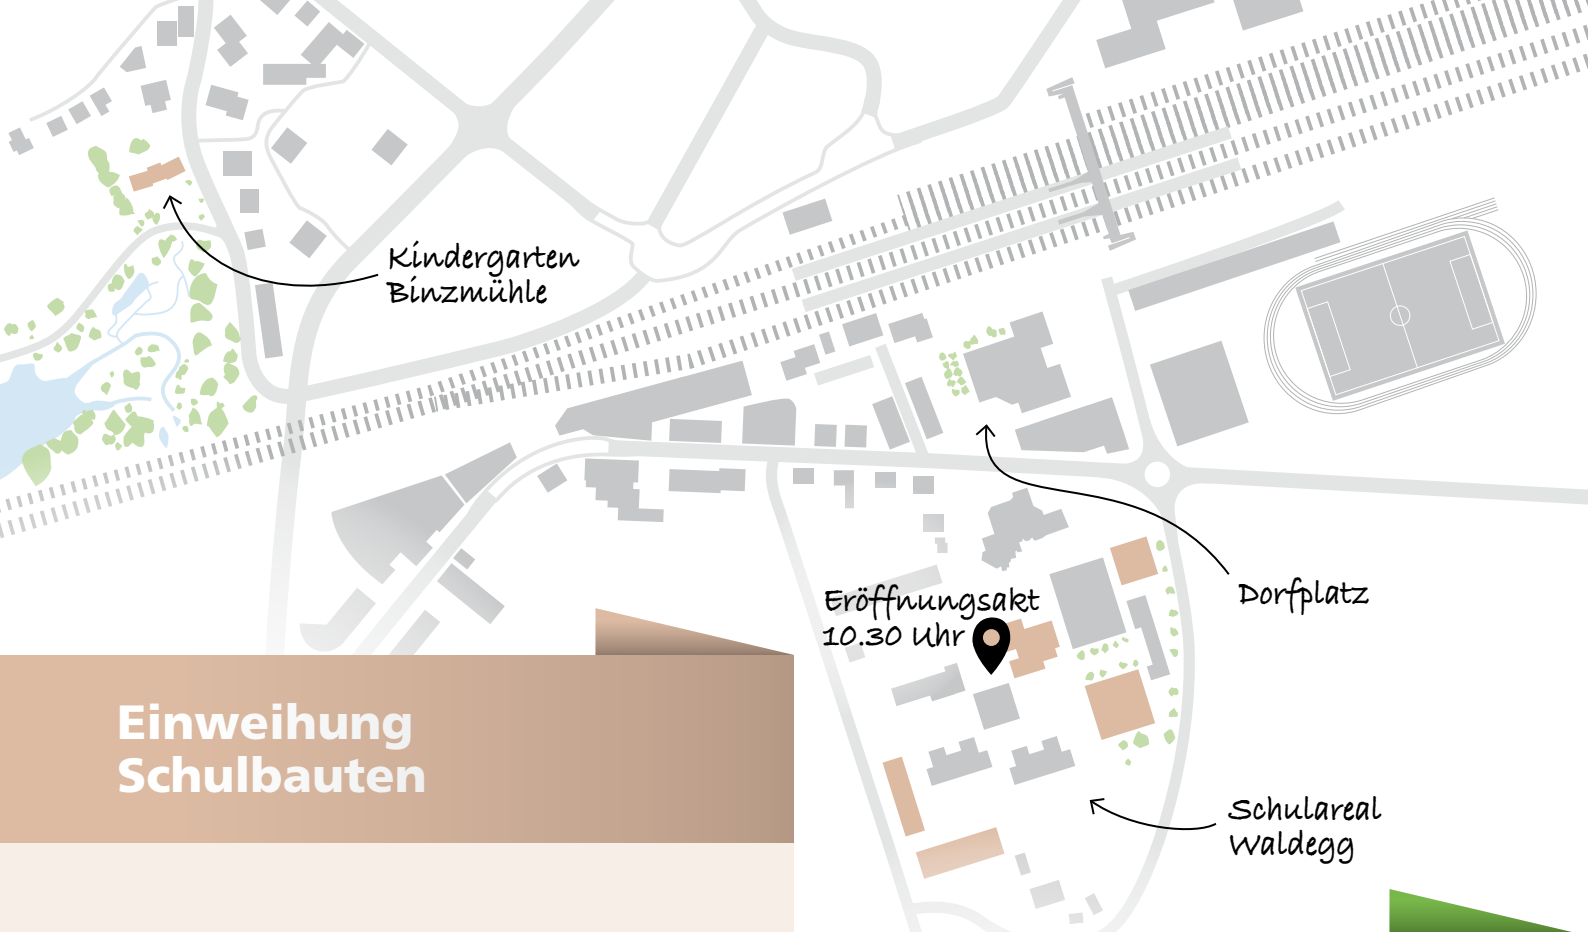 Kindergarten
Binzmühle
Eröffnungsakt
10.30 Uhr
Dorfplatz
Einweihung
Schulbauten
Schulareal
Waldegg